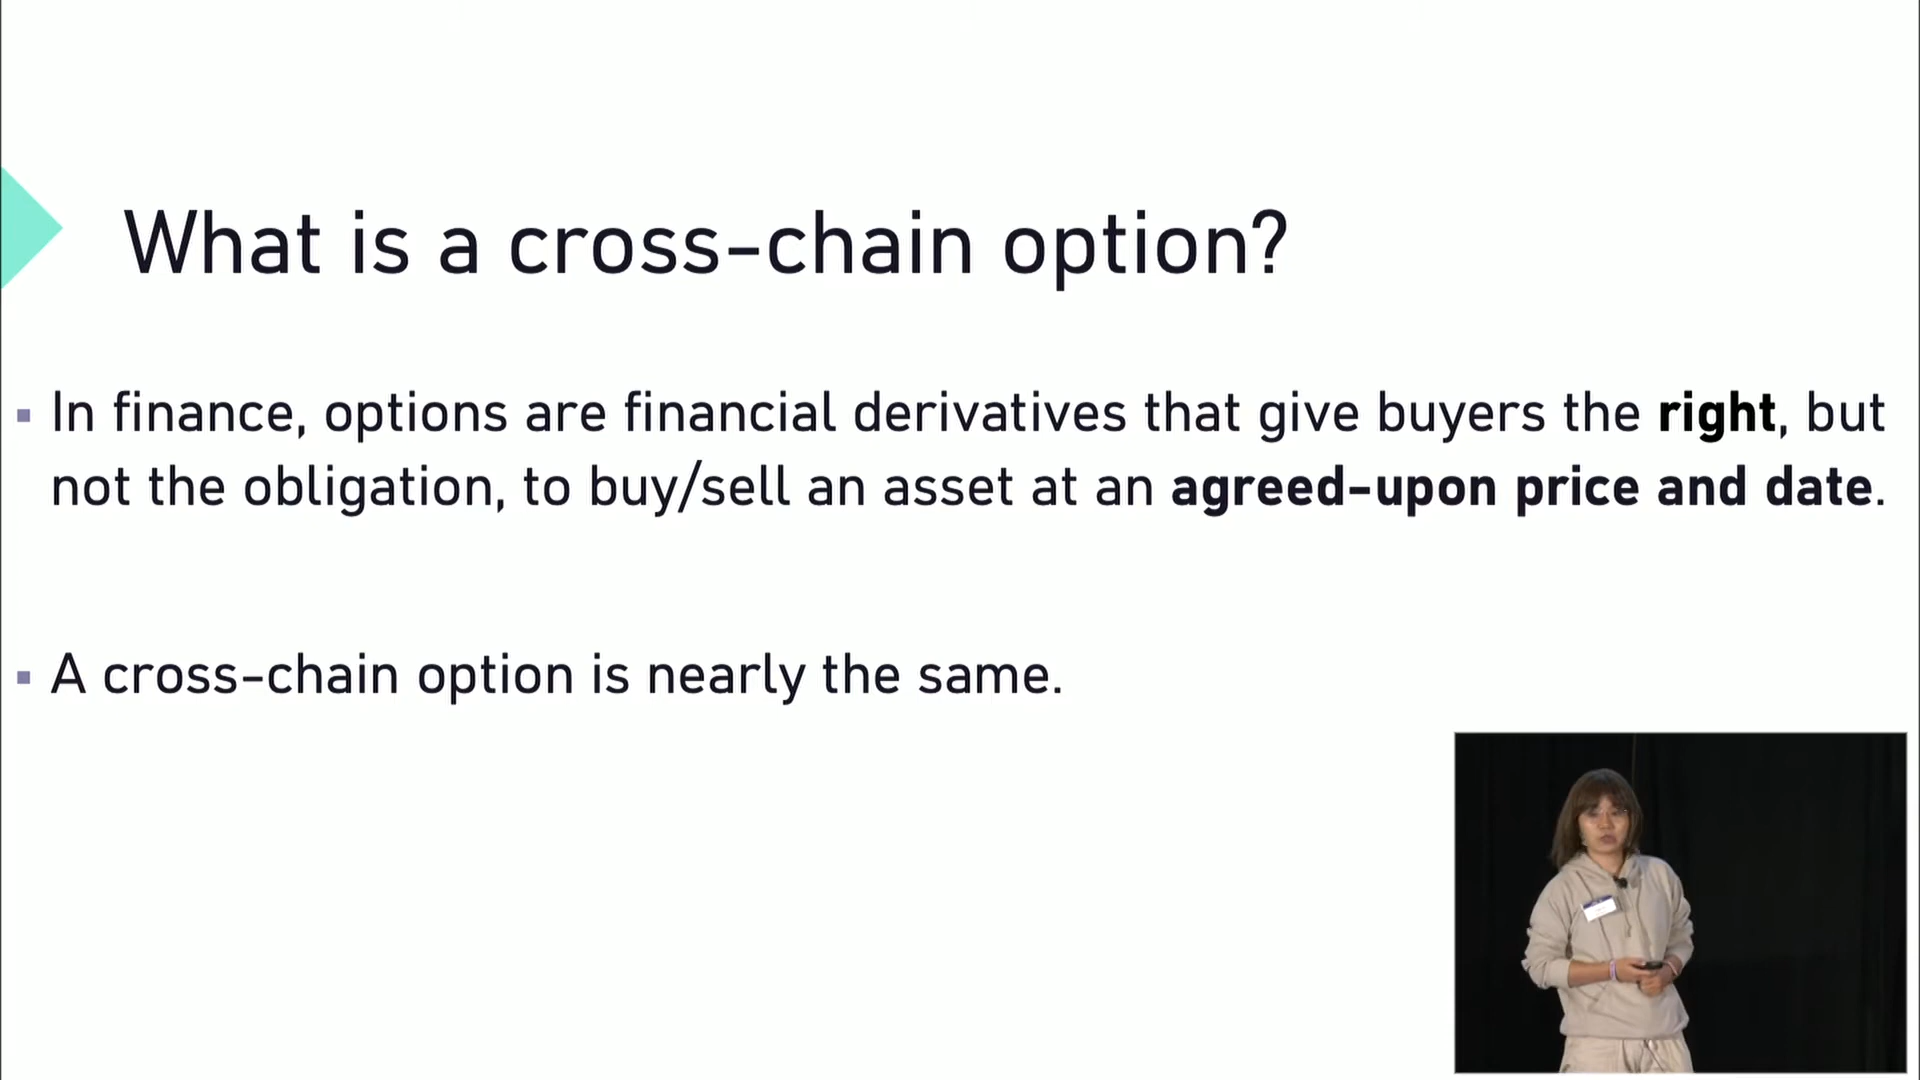 What is a cross-chain option?
In finance, options are financial derivatives that give buyers the right, but
not the obligation, to buy/sell an asset at an agreed-upon price and date.
A cross-chain option is nearly the same.